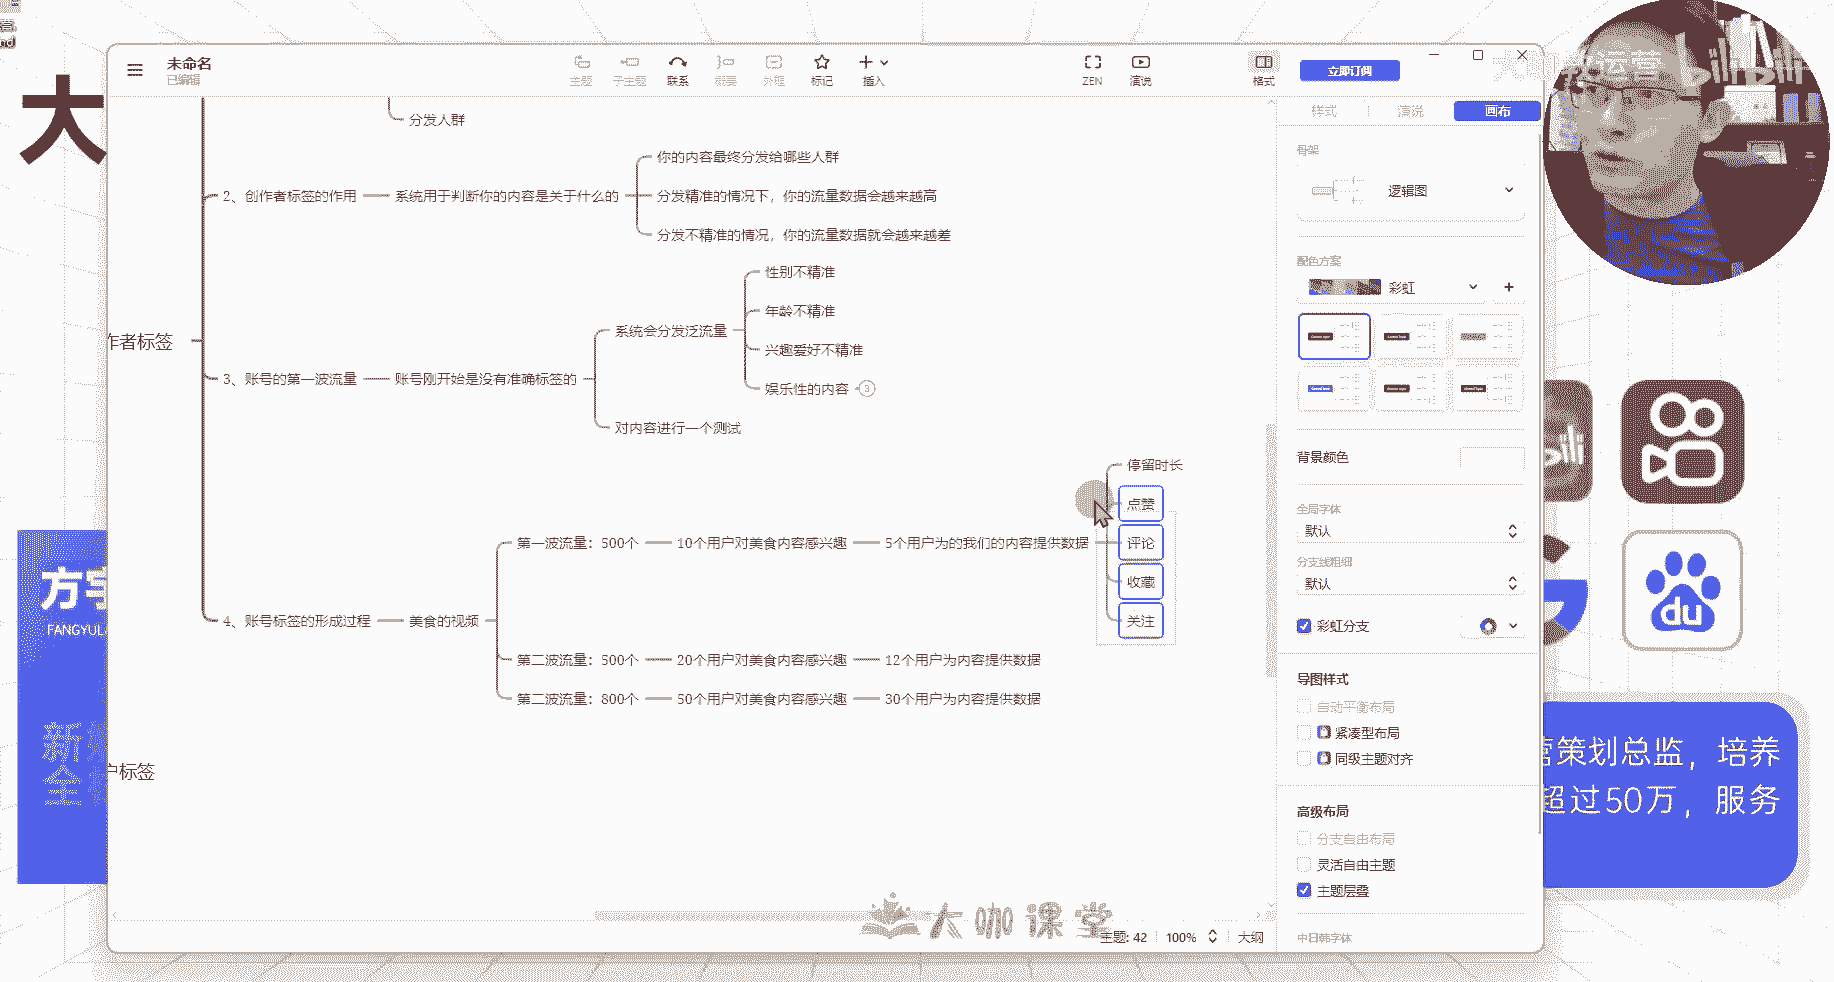 大
未命名
已编辑
主题
子主题
联系
概要
外框
标记
插入
ZEN
演说
格式
立即订阅
bilibili
样式
演说
画布
骨架
逻辑图
配色方案
彩虹
背景颜色
全局字体
默认
分支线粗细
默认
彩虹分支
导图样式
自动平衡布局
紧凑型布局
同级主题对齐
高级布局
分支自由布局
灵活自由主题
主题层叠
中日韩字体
分发人群
2、创作者标签的作用
系统用于判断你的内容是关于什么的
你的内容最终分发给哪些人群
分发精准的情况下，你的流量数据会越来越高
分发不精准的情况，你的流量数据就会越来越差
作者标签
3、账号的第一波流量
账号刚开始是没有准确标签的
系统会分发泛流量
性别不精准
年龄不精准
兴趣爱好不精准
娱乐性的内容
3
对内容进行一个测试
4、账号标签的形成过程
美食的视频
第一波流量：500个
10个用户对美食内容感兴趣
5个用户为的我们的内容提供数据
停留时长
点赞
评论
收藏
关注
第二波流量：500个
20个用户对美食内容感兴趣
12个用户为内容提供数据
第二波流量：800个
50个用户对美食内容感兴趣
30个用户为内容提供数据
户标签
大咖课堂
主题: 42
100%
大纲
方宇
FANGYUL
新
全
du
营策划总监，培养
超过50万，服务